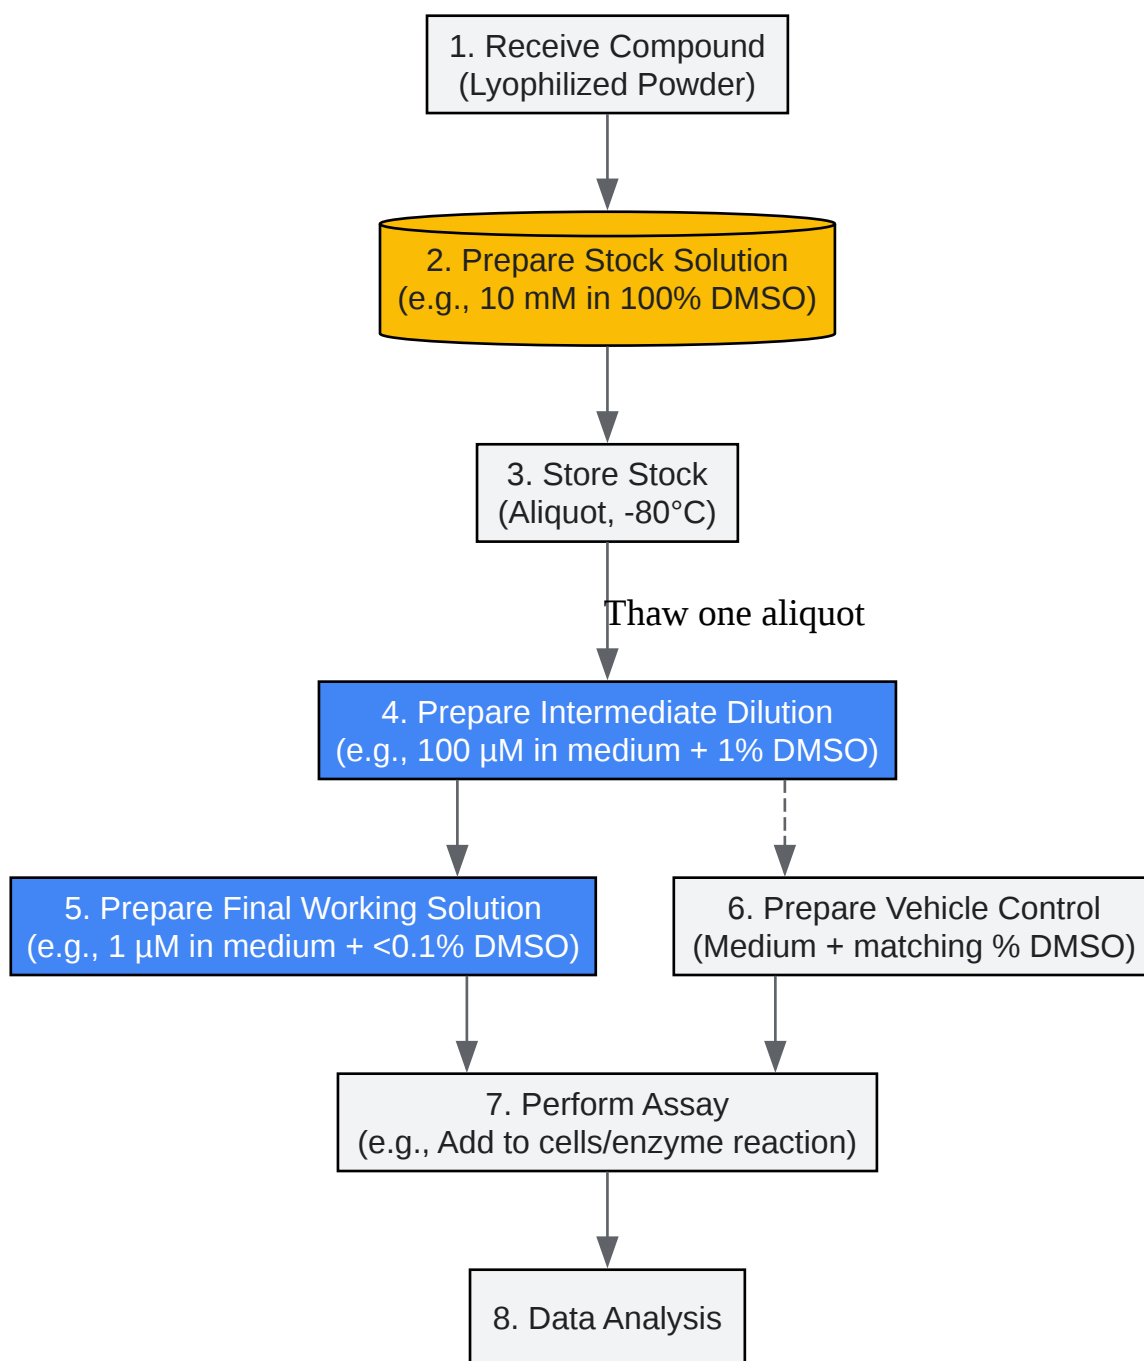 1. Receive Compound
(Lyophilized Powder)
2. Prepare Stock Solution
(e.g., 10 mM in 100% DMSO)
3. Store Stock
(Aliquot, -80°C)
Thaw one aliquot
4. Prepare Intermediate Dilution
(e.g., 100 µM in medium + 1% DMSO)
5. Prepare Final Working Solution
(e.g., 1 µM in medium + <0.1% DMSO)
6. Prepare Vehicle Control
(Medium + matching % DMSO)
7. Perform Assay
(e.g., Add to cells/enzyme reaction)
8. Data Analysis